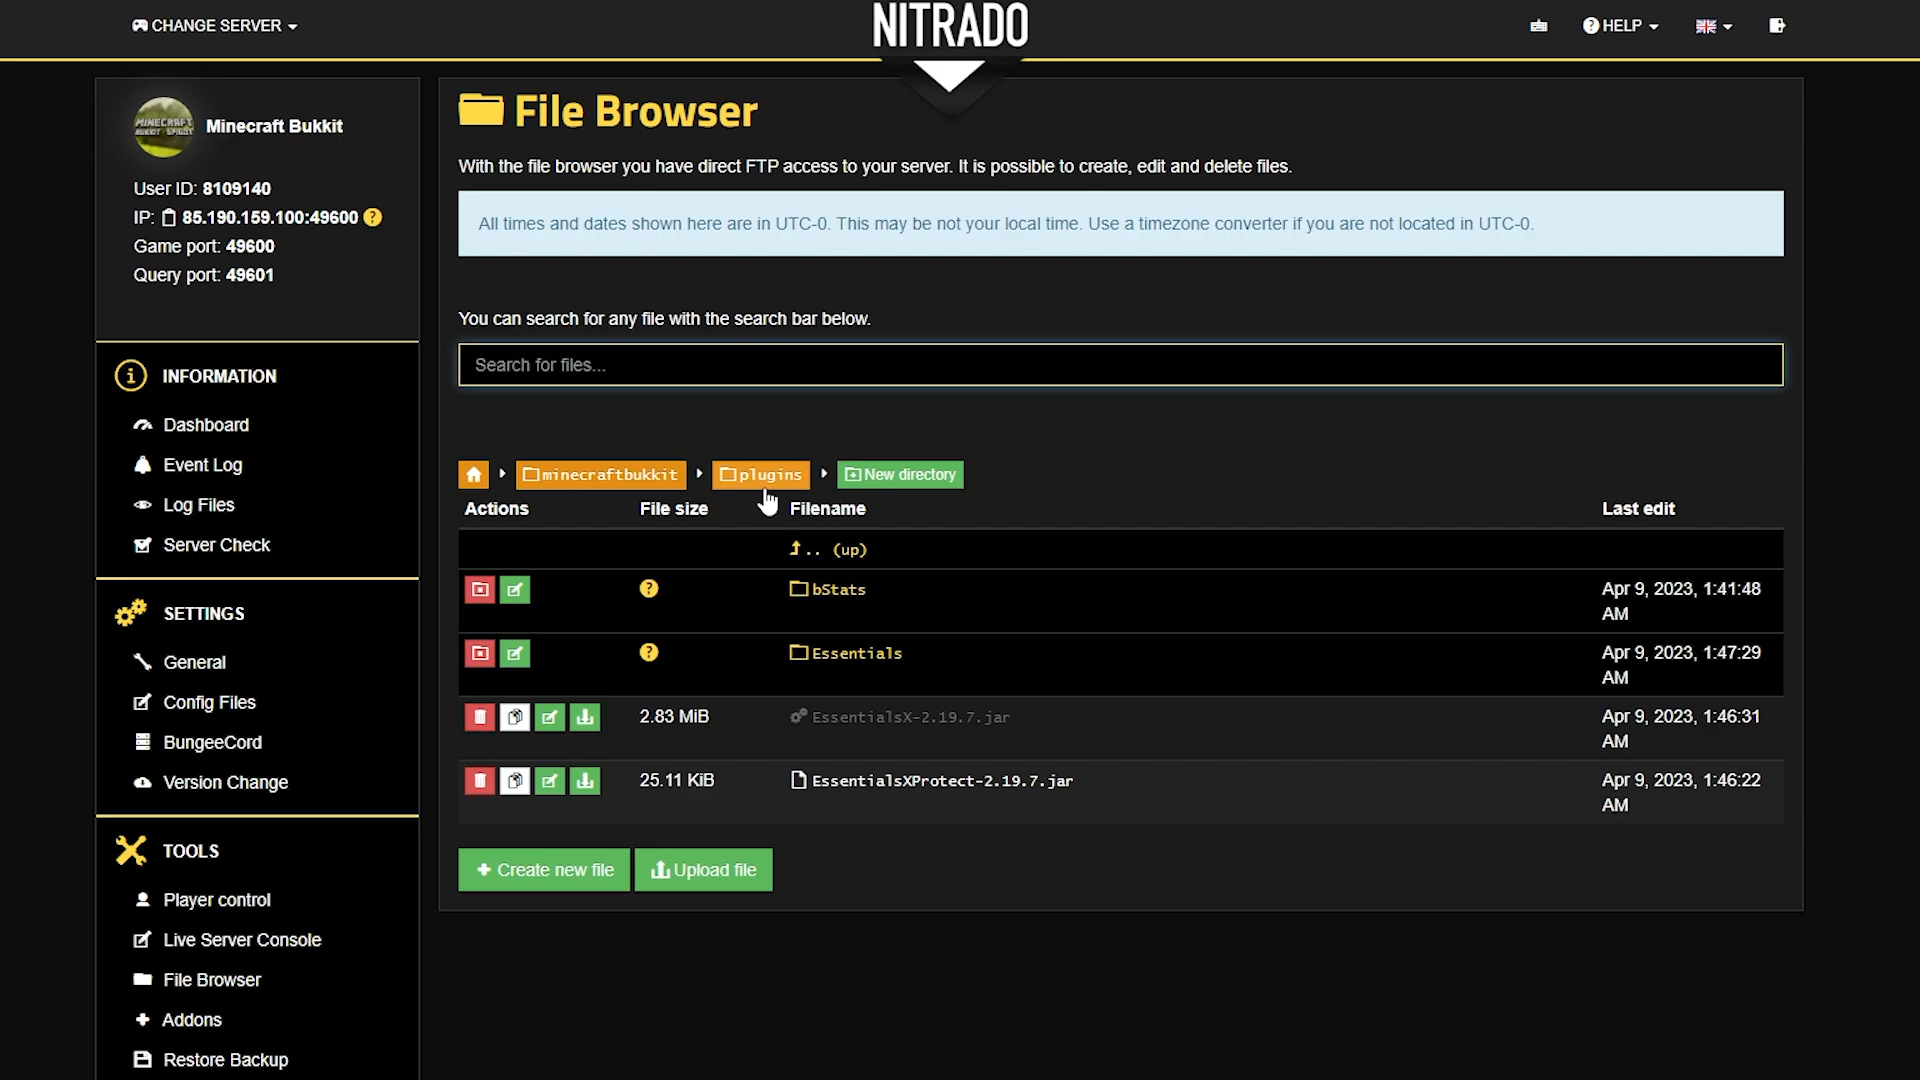 CHANGE SERVER
NITRADO
HELP
MINECRAFT
BUKKIT - SPIGOT
Minecraft Bukkit
User ID: 8109140
IP: 85.190.159.100:49600 ?
Game port: 49600
Query port: 49601
INFORMATION
Dashboard
Event Log
Log Files
Server Check
SETTINGS
General
Config Files
BungeeCord
Version Change
TOOLS
Player control
Live Server Console
File Browser
Addons
Restore Backup
File Browser
With the file browser you have direct FTP access to your server. It is possible to create, edit and delete files.
All times and dates shown here are in UTC-0. This may be not your local time. Use a timezone converter if you are not located in UTC-0.
You can search for any file with the search bar below.
Search for files...
minecraftbukkit plugins New directory
Actions File size Filename Last edit
.. (up)
? bStats Apr 9, 2023, 1:41:48
AM
? Essentials Apr 9, 2023, 1:47:29
AM
2.83 MiB EssentialsX-2.19.7.jar Apr 9, 2023, 1:46:31
AM
25.11 KiB EssentialsXProtect-2.19.7.jar Apr 9, 2023, 1:46:22
AM
Create new file Upload file